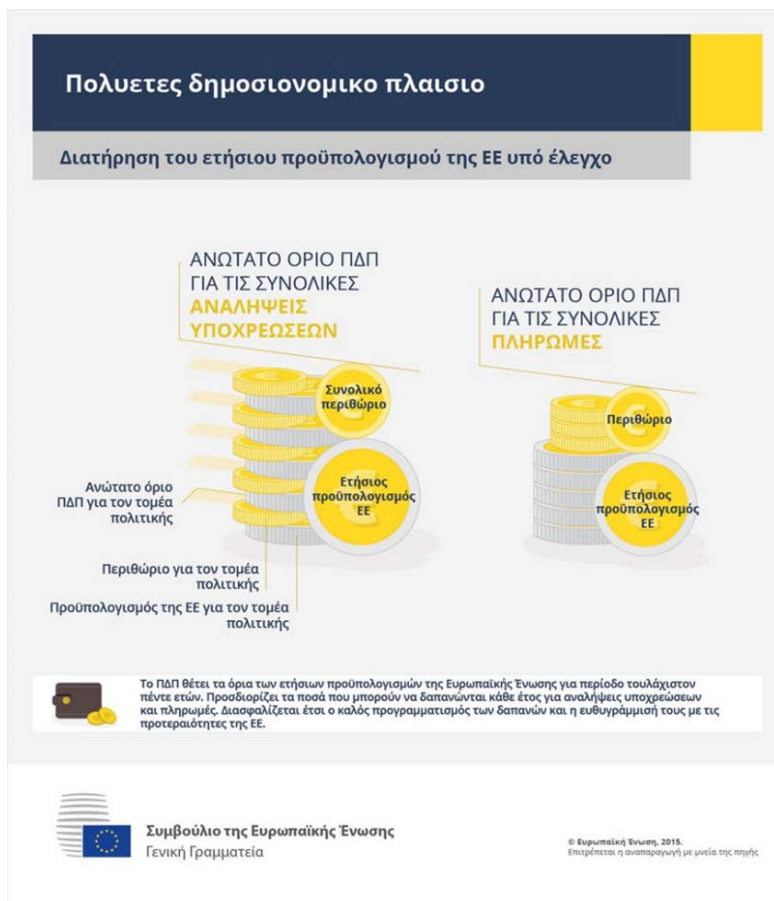 Πολυετες δημοσιονομικο πλαισιο
Διατήρηση του ετήσιου προϋπολογισμού της ΕΕ υπό έλεγχο
ΑΝΩΤΑΤΟ ΟΡΙΟ ΠΔΠ
ΓΙΑ ΤΙΣ ΣΥΝΟΛΙΚΕΣ
ΑΝΑΛΗΨΕΙΣ
ΥΠΟΧΡΕΩΣΕΩΝ
Συνολικό
περιθώριο
Ετήσιος
προϋπολογισμός
ΕΕ
Ανώτατο όριο
ΠΔΠ για τον τομέα
πολιτικής
Περιθώριο για τον τομέα
πολιτικής
Προϋπολογισμός της ΕΕ για τον τομέα
πολιτικής
ΑΝΩΤΑΤΟ ΟΡΙΟ ΠΔΠ
ΓΙΑ ΤΙΣ ΣΥΝΟΛΙΚΕΣ
ΠΛΗΡΩΜΕΣ
Περιθώριο
Ετήσιος
προϋπολογισμός
ΕΕ
Το ΠΔΠ θέτει τα όρια των ετήσιων προϋπολογισμών της Ευρωπαϊκής Ένωσης για περίοδο τουλάχιστον
πέντε ετών. Προσδιορίζει τα ποσά που μπορούν να δαπανώνται κάθε έτος για αναλήψεις υποχρεώσεων
και πληρωμές. Διασφαλίζεται έτσι ο καλός προγραμματισμός των δαπανών και η ευθυγράμμισή τους με τις
προτεραιότητες της ΕΕ.
Συμβούλιο της Ευρωπαϊκής Ένωσης
Γενική Γραμματεία
© Ευρωπαϊκή Ένωση, 2015.
Επιτρέπεται η αναπαραγωγή με μνεία της πηγής